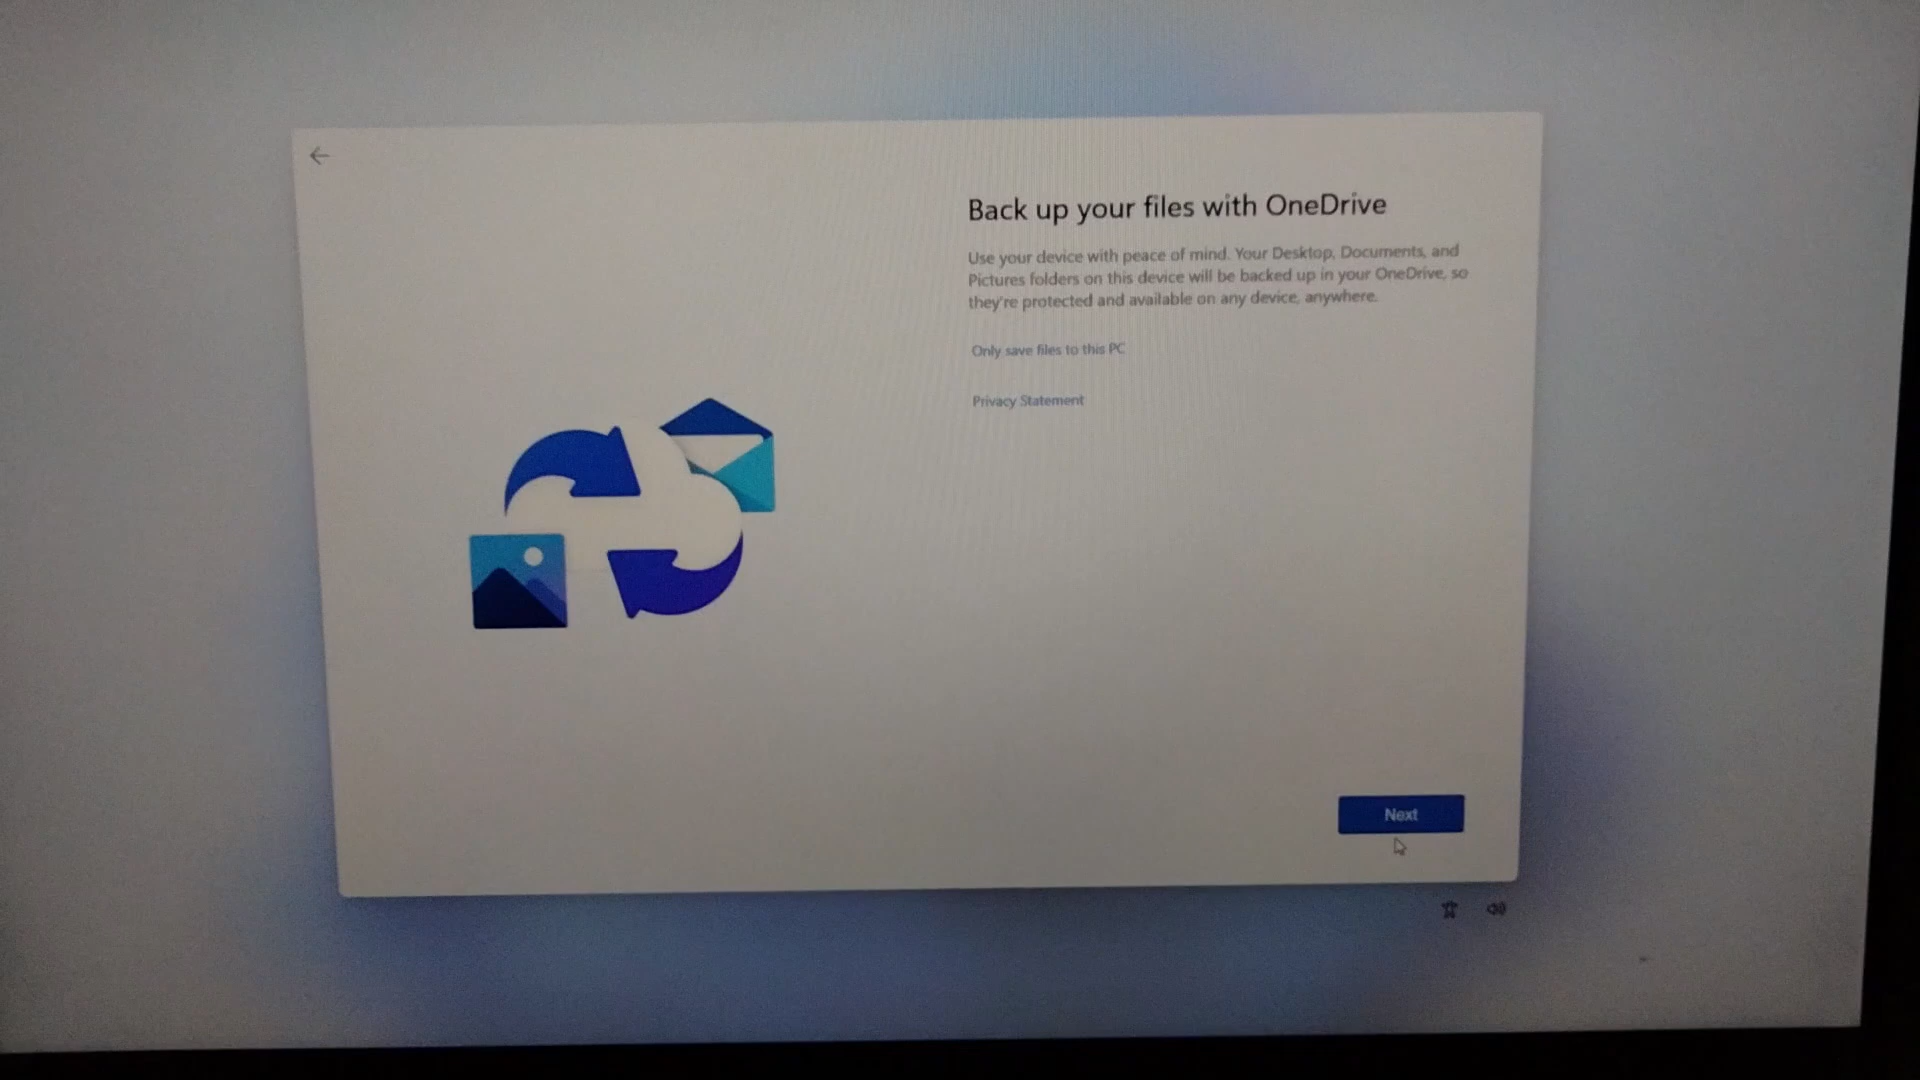 Back up your files with OneDrive
Use your device with peace of mind. Your Desktop, Documents, and
Pictures folders on this device will be backed up in your OneDrive, so
they're protected and available on any device, anywhere.
Only save files to this PC
Privacy Statement
Next